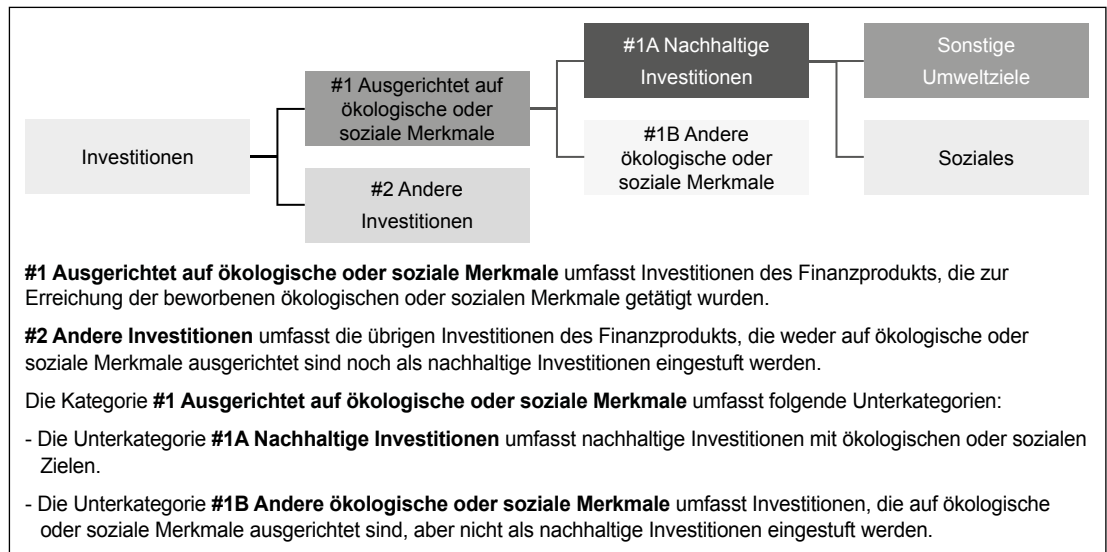 Investitionen
#1 Ausgerichtet auf
ökologische oder
soziale Merkmale
#2 Andere
Investitionen
#1A Nachhaltige
Investitionen
#1B Andere
ökologische oder
soziale Merkmale
Sonstige
Umweltziele
Soziales
#1 Ausgerichtet auf ökologische oder soziale Merkmale umfasst Investitionen des Finanzprodukts, die zur
Erreichung der beworbenen ökologischen oder sozialen Merkmale getätigt wurden.
#2 Andere Investitionen umfasst die übrigen Investitionen des Finanzprodukts, die weder auf ökologische oder
soziale Merkmale ausgerichtet sind noch als nachhaltige Investitionen eingestuft werden.
Die Kategorie #1 Ausgerichtet auf ökologische oder soziale Merkmale umfasst folgende Unterkategorien:
- Die Unterkategorie #1A Nachhaltige Investitionen umfasst nachhaltige Investitionen mit ökologischen oder sozialen
Zielen.
- Die Unterkategorie #1B Andere ökologische oder soziale Merkmale umfasst Investitionen, die auf ökologische
oder soziale Merkmale ausgerichtet sind, aber nicht als nachhaltige Investitionen eingestuft werden.